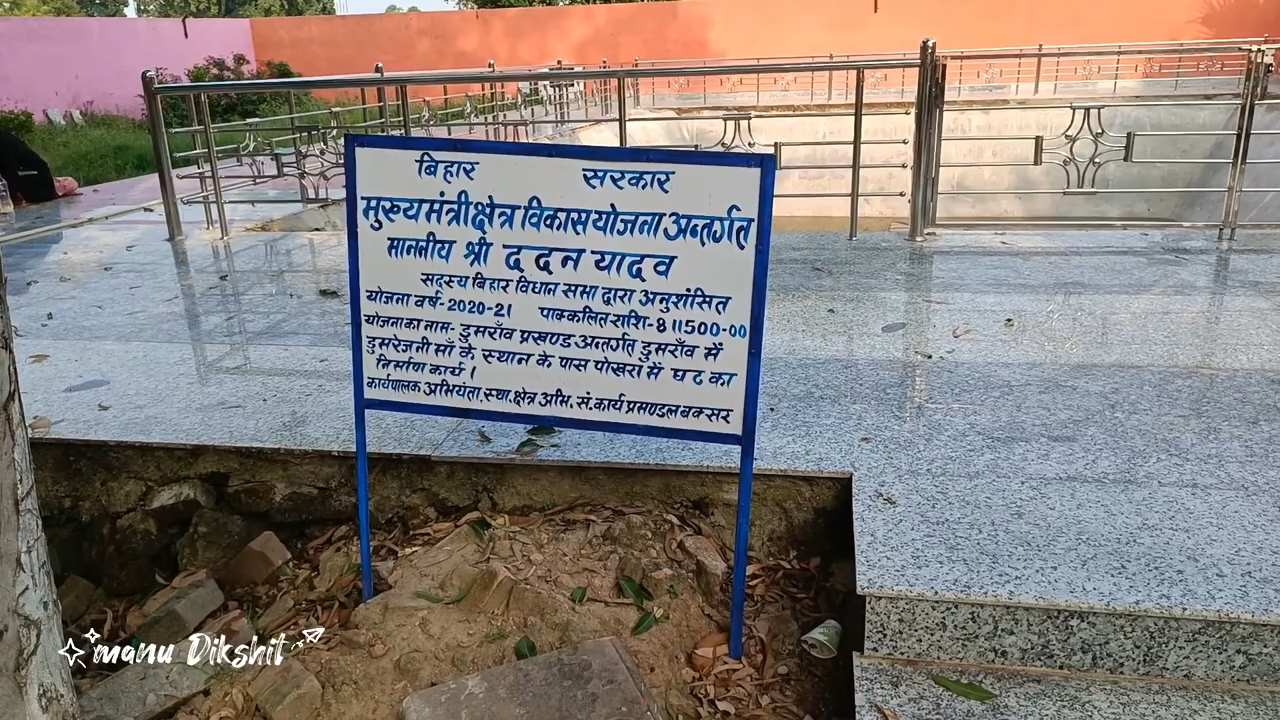 बिहार सरकार
मुख्यमंत्री क्षेत्र विकास योजना अन्तर्गत
माननीय श्री ददन यादव
सदस्य बिहार विधान सभा द्वारा अनुशंसित
योजना वर्ष-2020-21 पाक्कलित राशि-811500-00
योजना का नाम- डुमराँव प्रखण्ड अन्तर्गत डुमराँव में
डुमरेजनी माँ के स्थान के पास पोखरा में घट का
निर्माण कार्य।
कार्यपालक अभियंता, स्था. क्षेत्र अभि. सं. कार्य प्रमण्डल बक्सर
manu Dikshit